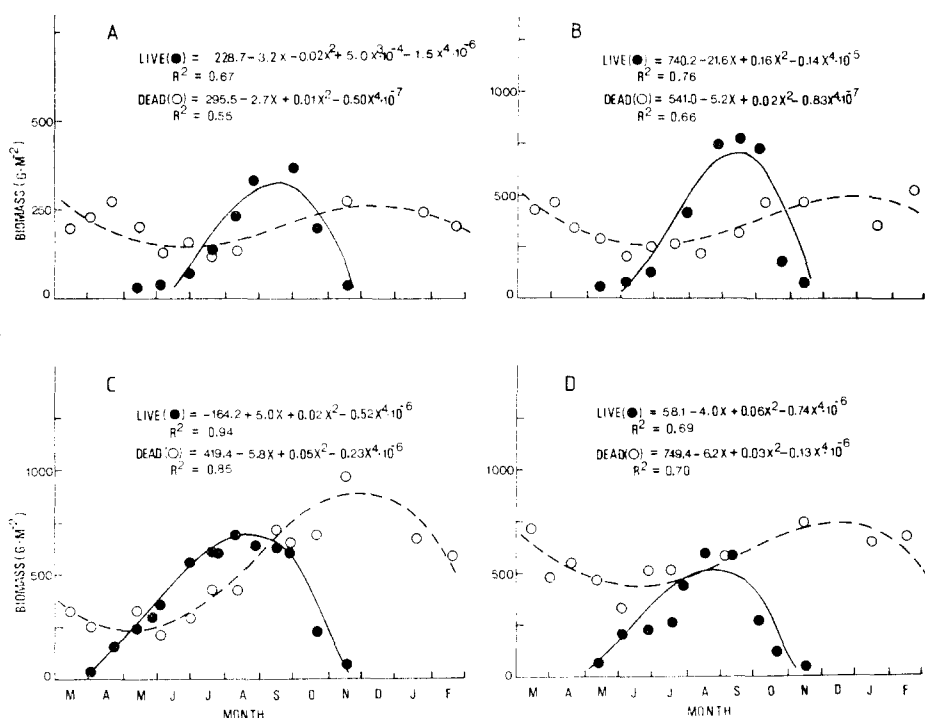 A
LIVE(●) = 228.7-3.2X-0.02X² + 5.0X³·10⁻⁴-1.5X⁴·10⁻⁶
R² = 0.67
DEAD(○) = 295.5-2.7X + 0.01X²-0.50X⁴·10⁻⁷
R² = 0.55
500
250
0
BIOMASS (G·M⁻²)
B
LIVE(●) = 740.2-21.6X + 0.16X²-0.14X⁴·10⁻⁵
R² = 0.76
DEAD(○) = 541.0-5.2X + 0.02X²-0.83X⁴·10⁻⁷
R² = 0.66
1000
500
0
C
LIVE(●) = -164.2 + 5.0X + 0.02X²-0.52X⁴·10⁻⁶
R² = 0.94
DEAD(○) = 419.4 - 5.8X + 0.05X²-0.23X⁴·10⁻⁶
R² = 0.85
1000
500
0
BIOMASS (G·M⁻²)
M A M J J A S O N D J F
MONTH
D
LIVE(●) = 58.1-4.0X + 0.06X²-0.74X⁴·10⁻⁶
R² = 0.69
DEAD(○) = 749.4-6.2X + 0.03X²-0.13X⁴·10⁻⁶
R² = 0.70
1000
500
0
M A M J J A S O N D J F
MONTH